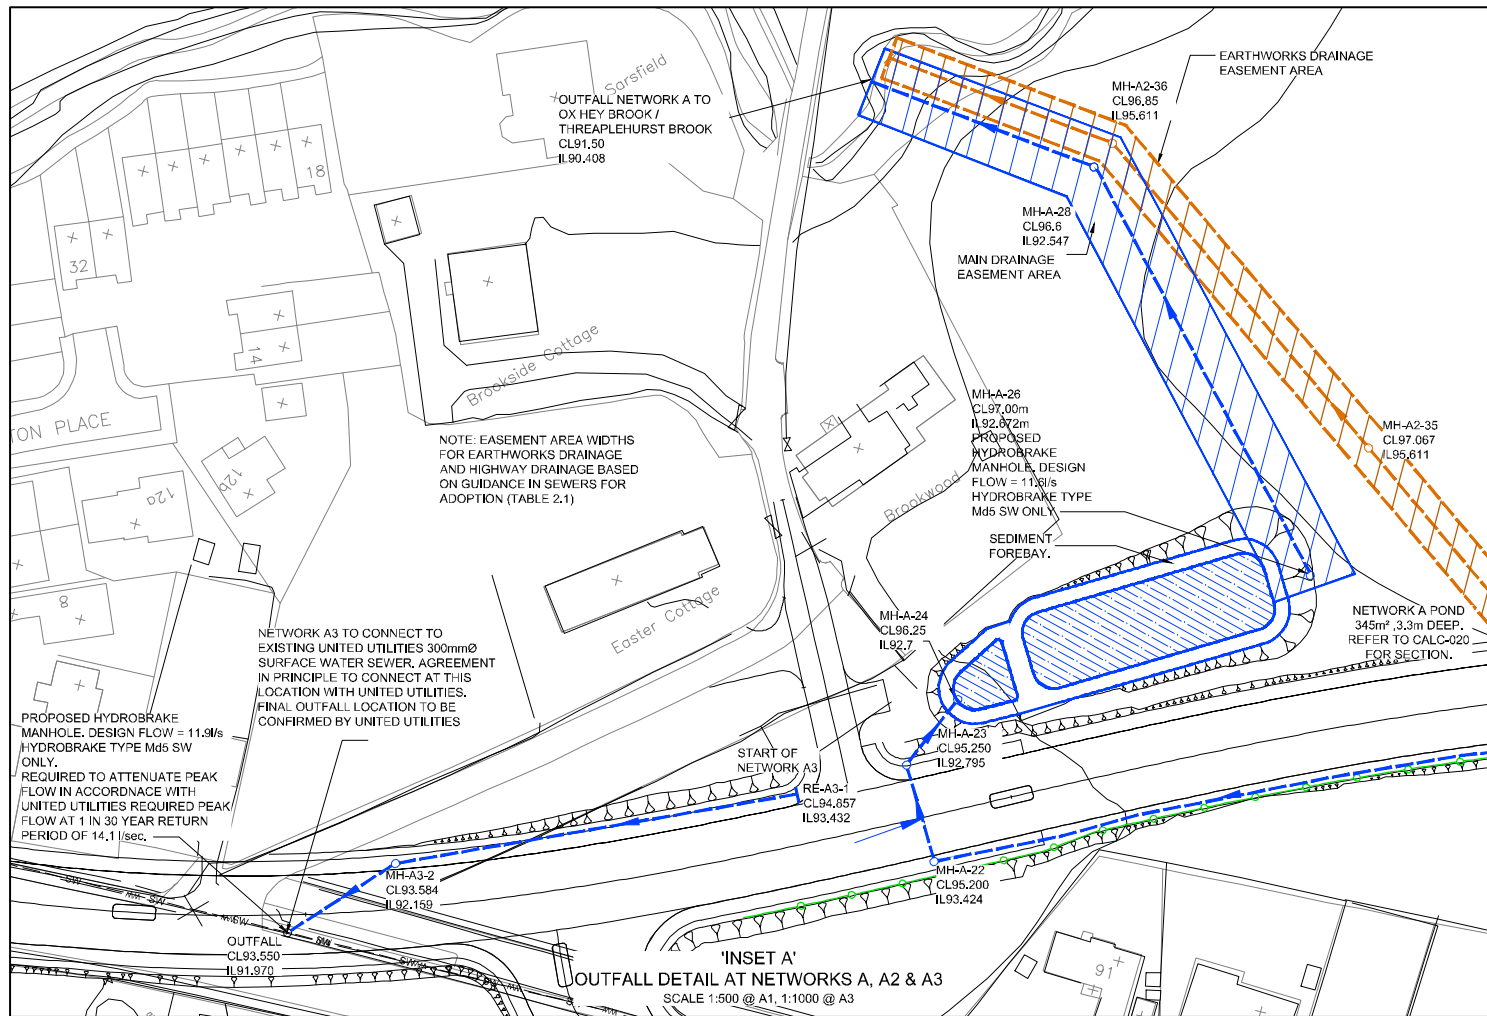 Sarsfield
OUTFALL NETWORK A TO
OX HEY BROOK /
THREAPLEHURST BROOK
CL91.50
IL90.408
EARTHWORKS DRAINAGE
EASEMENT AREA
MH-A2-36
CL96.85
IL95.611
18
32
14
MH-A-28
CL96.6
IL92.547
MAIN DRAINAGE
EASEMENT AREA
Brookside Cottage
TON PLACE
12b
12a
8
NOTE: EASEMENT AREA WIDTHS
FOR EARTHWORKS DRAINAGE
AND HIGHWAY DRAINAGE BASED
ON GUIDANCE IN SEWERS FOR
ADOPTION (TABLE 2.1)
MH-A-26
CL97.00m
IL92.672m
PROPOSED
HYDROBRAKE
MANHOLE. DESIGN
FLOW = 11.6l/s
HYDROBRAKE TYPE
Md5 SW ONLY
Brookwood
MH-A2-35
CL97.067
IL95.611
SEDIMENT
FOREBAY.
Easter Cottage
MH-A-24
CL96.25
IL92.7
NETWORK A POND
345m² ,3.3m DEEP.
REFER TO CALC-020
FOR SECTION.
NETWORK A3 TO CONNECT TO
EXISTING UNITED UTILITIES 300mmØ
SURFACE WATER SEWER. AGREEMENT
IN PRINCIPLE TO CONNECT AT THIS
LOCATION WITH UNITED UTILITIES.
FINAL OUTFALL LOCATION TO BE
CONFIRMED BY UNITED UTILITIES
PROPOSED HYDROBRAKE
MANHOLE. DESIGN FLOW = 11.9l/s
HYDROBRAKE TYPE Md5 SW
ONLY.
REQUIRED TO ATTENUATE PEAK
FLOW IN ACCORDNACE WITH
UNITED UTILITIES REQUIRED PEAK
FLOW AT 1 IN 30 YEAR RETURN
PERIOD OF 14.1 l/sec.
START OF
NETWORK A3
MH-A-23
CL95.250
IL92.795
RE-A3-1
CL94.857
IL93.432
MH-A3-2
CL93.584
IL92.159
MH-A-22
CL95.200
IL93.424
SW
SW
SW
OUTFALL
CL93.550
IL91.970
91
'INSET A'
OUTFALL DETAIL AT NETWORKS A, A2 & A3
SCALE 1:500 @ A1, 1:1000 @ A3